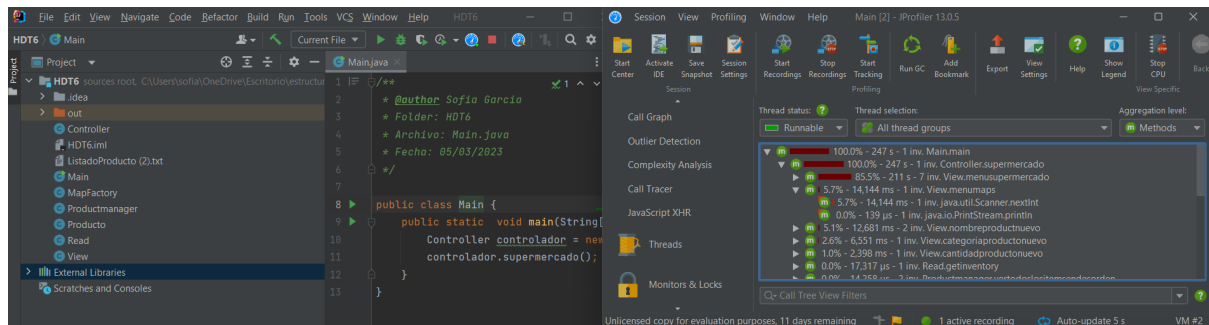 File Edit View Navigate Code Refactor Build Run Tools VCS Window Help HDT6
HDT6 Main
Current File
Project
Project
HDT6 sources root, C:\Users\sofia\OneDrive\Escritorio\estructu
.idea
out
Controller
HDT6.iml
ListadoProducto (2).txt
Main
MapFactory
Productmanager
Producto
Read
View
External Libraries
Scratches and Consoles
Main.java
1 /**
1
2 * @author Sofia Garcia
3 * Folder: HDT6
4 * Archivo: Main.java
5 * Fecha: 05/03/2023
6 */
7
8 public class Main {
9 public static void main(String[
10 Controller controlador = new
11 controlador.supermercado();
12 }
13 }
Session View Profiling Window Help Main [2] - JProfiler 13.0.5
Start Center
Attach IDE
Save Snapshot
Session Settings
Start Recordings
Stop Recordings
Start Tracking
Run GC
Add Bookmark
Export
View Settings
Help
Show Legend
Stop CPU
Back
Session
Profiling
View Specific
Call Graph
Outlier Detection
Complexity Analysis
Call Tracer
JavaScript XHR
Threads
Monitors & Locks
Thread status: Thread selection: Aggregation level:
Runnable All thread groups Methods
100.0% - 247 s - 1 inv. Main.main
100.0% - 247 s - 1 inv. Controller.supermercado
85.5% - 211 s - 7 inv. View.menusupermercado
5.7% - 14,144 ms - 1 inv. View.menumaps
5.7% - 14,144 ms - 1 inv. java.util.Scanner.nextInt
0.0% - 139 µs - 1 inv. java.io.PrintStream.println
5.1% - 12,681 ms - 2 inv. View.nombreproductnuevo
2.6% - 6,551 ms - 1 inv. View.categoriaproductonuevo
1.0% - 2,398 ms - 1 inv. View.cantidadproductonuevo
0.0% - 17,317 µs - 1 inv. Read.getinventory
Call Tree View Filters
Unlicensed copy for evaluation purposes, 11 days remaining
1 active recording
Auto-update 5 s
VM #2